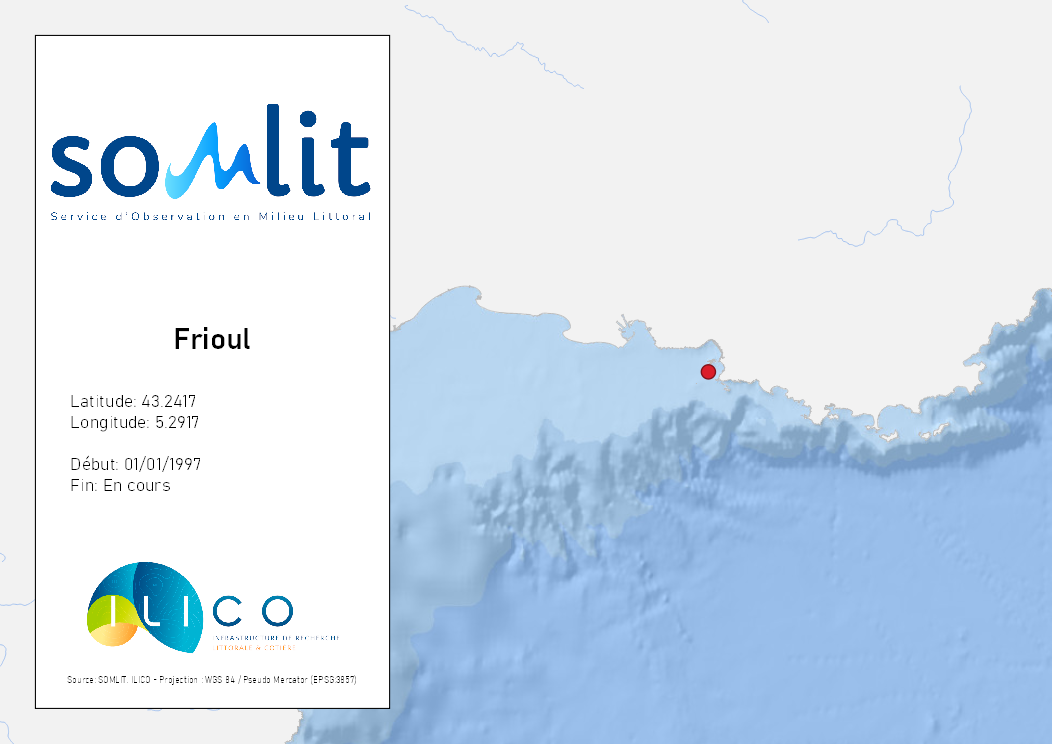 somlit
Service d'Observation en Milieu Littoral
Frioul
Latitude: 43.2417
Longitude: 5.2917
Début: 01/01/1997
Fin: En cours
ILICO
INFRASTRUCTURE DE RECHERCHE
LITTORALE & CÔTIÈRE
Source: SOMLIT, ILICO - Projection : WGS 84 / Pseudo Mercator (EPSG:3857)